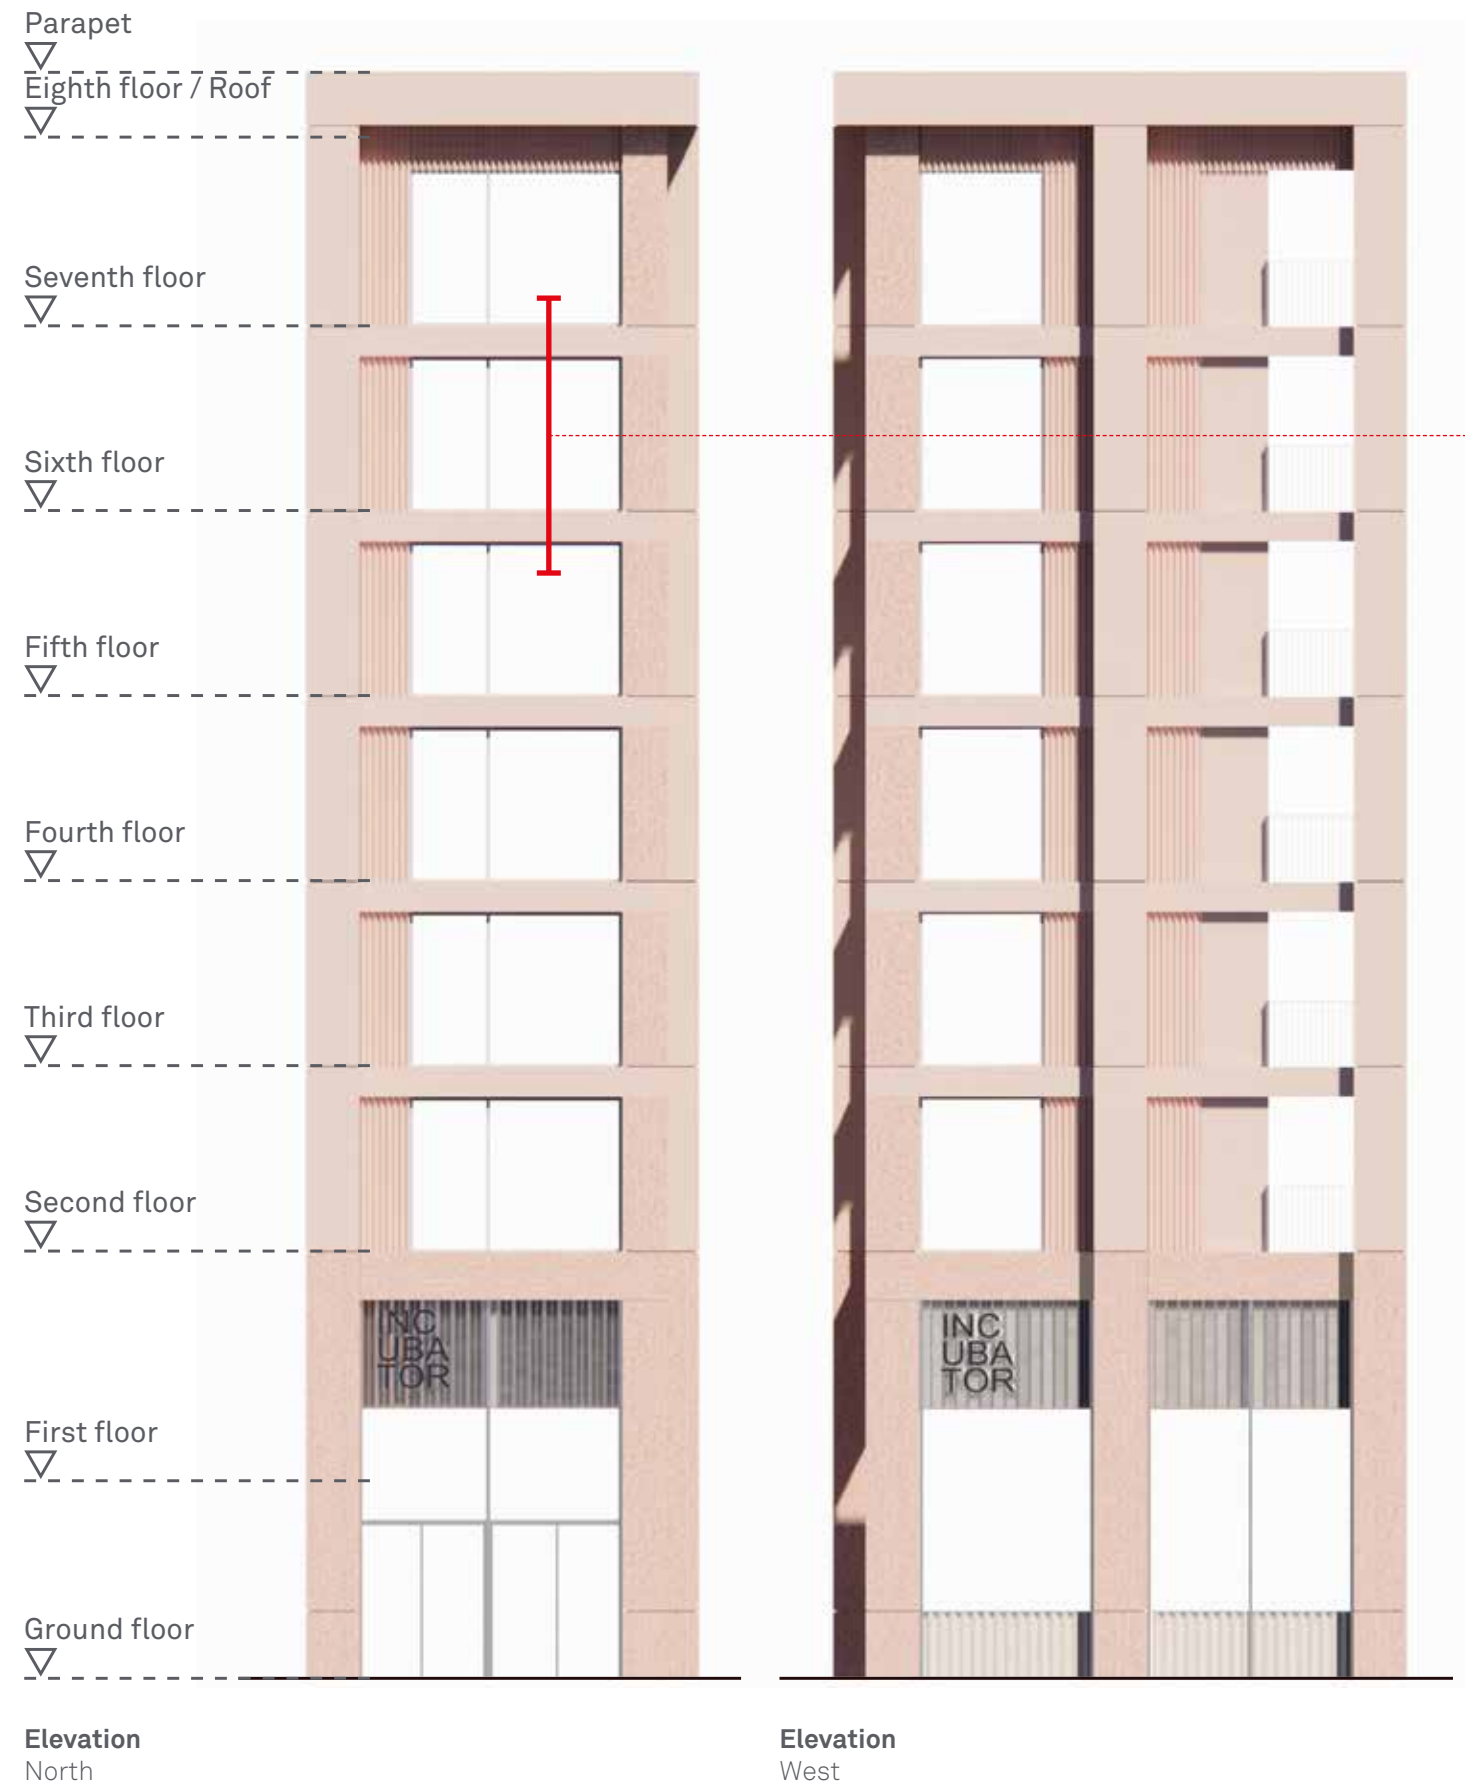 Parapet
Eighth floor / Roof
Seventh floor
Sixth floor
Fifth floor
Fourth floor
Third floor
Second floor
INC
UBA
TOR
INC
UBA
TOR
First floor
Ground floor
Elevation
North
Elevation
West